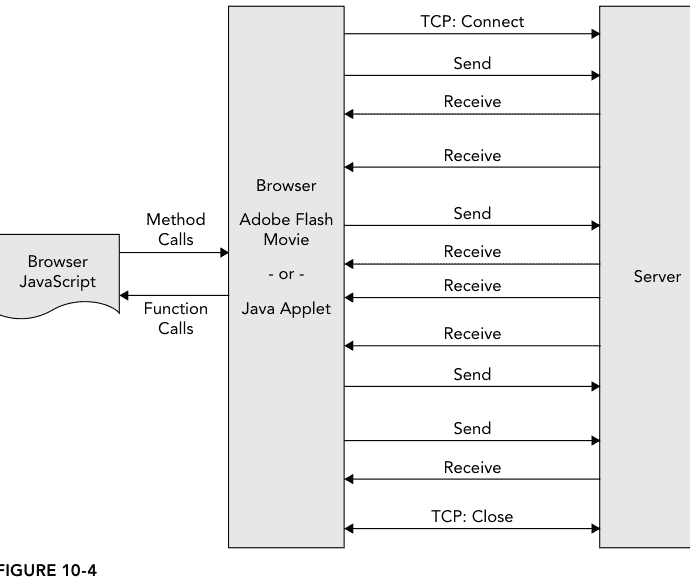 TCP: Connect
Send
Receive
Receive
Send
Receive
Receive
Receive
Send
Send
Receive
TCP: Close
Browser
Adobe Flash
Movie
- or -
Java Applet
Method
Calls
Function
Calls
Browser
JavaScript
Server
FIGURE 10-4